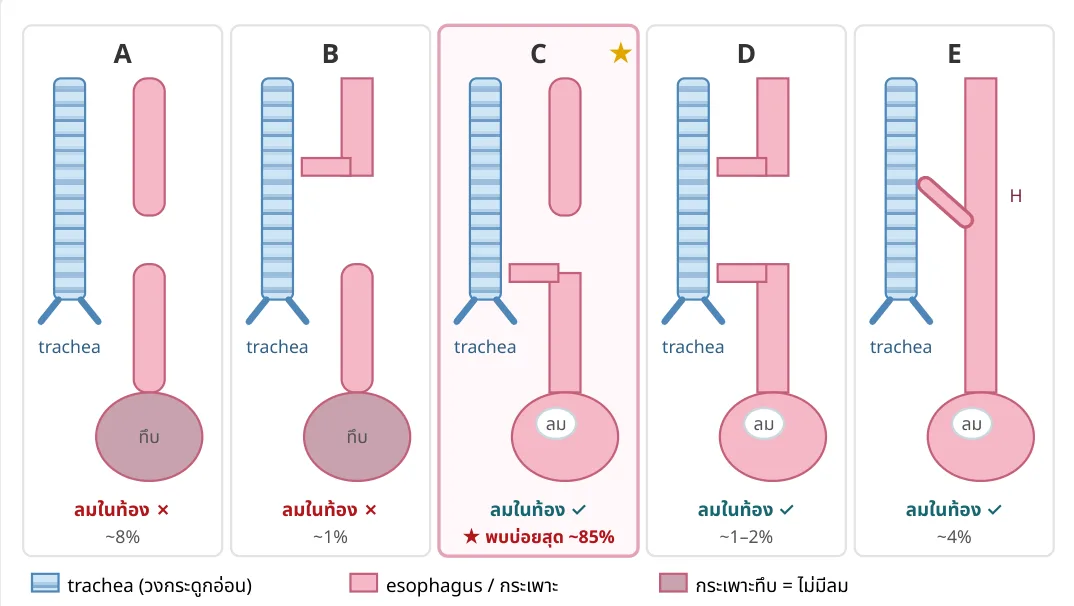 A
trachea
ทึบ
ลมในท้อง ×
~8%
B
trachea
ทึบ
ลมในท้อง ×
~1%
C ★
trachea
ลม
ลมในท้อง ✓
★ พบบ่อยสุด ~85%
D
trachea
ลม
ลมในท้อง ✓
~1–2%
E
H
trachea
ลม
ลมในท้อง ✓
~4%
trachea (วงกระดูกอ่อน)
esophagus / กระเพาะ
กระเพาะทึบ = ไม่มีลม